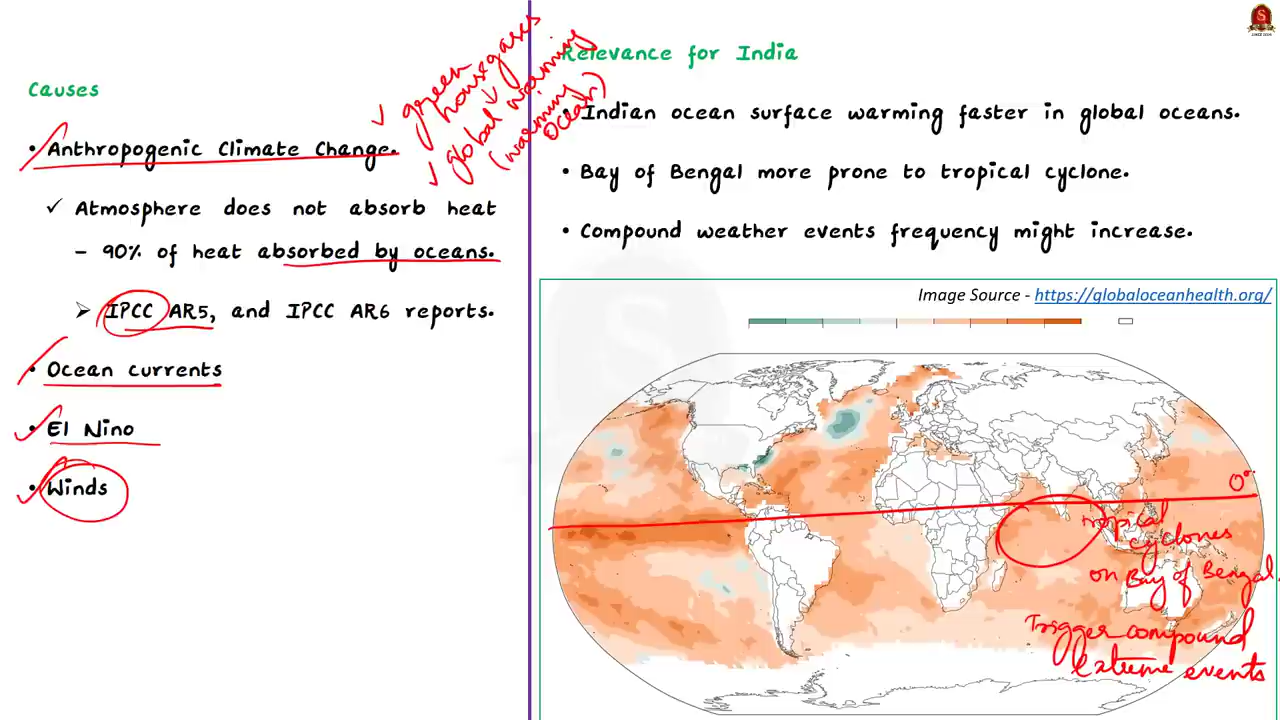 Causes
• Anthropogenic Climate Change.
✓ Atmosphere does not absorb heat
- 90% of heat absorbed by oceans.
➢ IPCC AR5, and IPCC AR6 reports.
• Ocean currents
• El Nino
• Winds
green
house gases
global warming
(warming
ocean)
Relevance for India
• Indian ocean surface warming faster in global oceans.
• Bay of Bengal more prone to tropical cyclone.
• Compound weather events frequency might increase.
Image Source - https://globaloceanhealth.org/
0°
tropical
cyclones
on Bay of Bengal
Trigger compound
extreme events